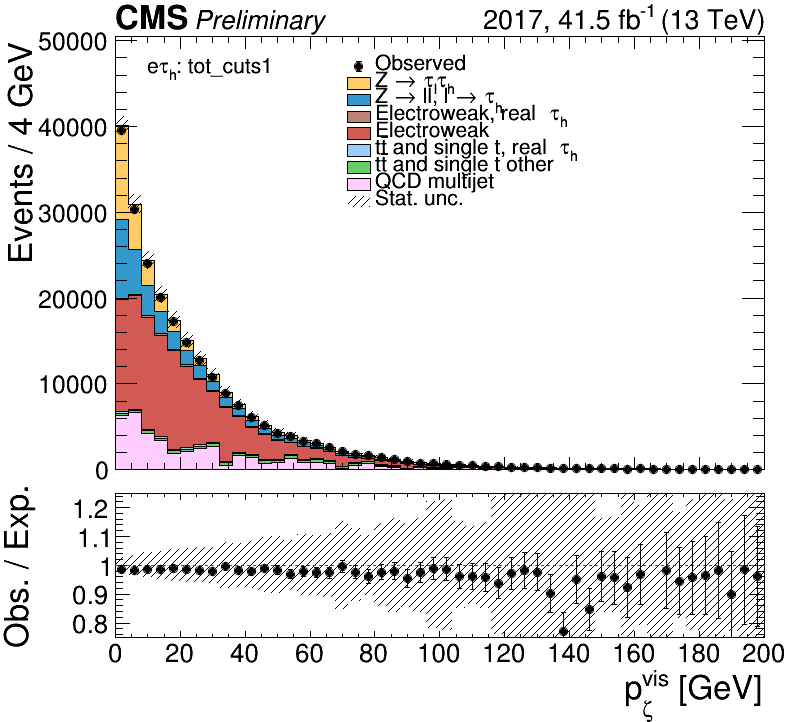 CMS Preliminary 2017, 41.5 fb⁻¹ (13 TeV)
eτh: tot_cuts1
Observed
Z → τlτh
Z → ll, l → τh
Electroweak, real τh
Electroweak
tt̄ and single t, real τh
tt̄ and single t other
QCD multijet
Stat. unc.
Events / 4 GeV
50000
40000
30000
20000
10000
0
Obs. / Exp.
1.2
1.1
1
0.9
0.8
0 20 40 60 80 100 120 140 160 180 200
pζvis [GeV]